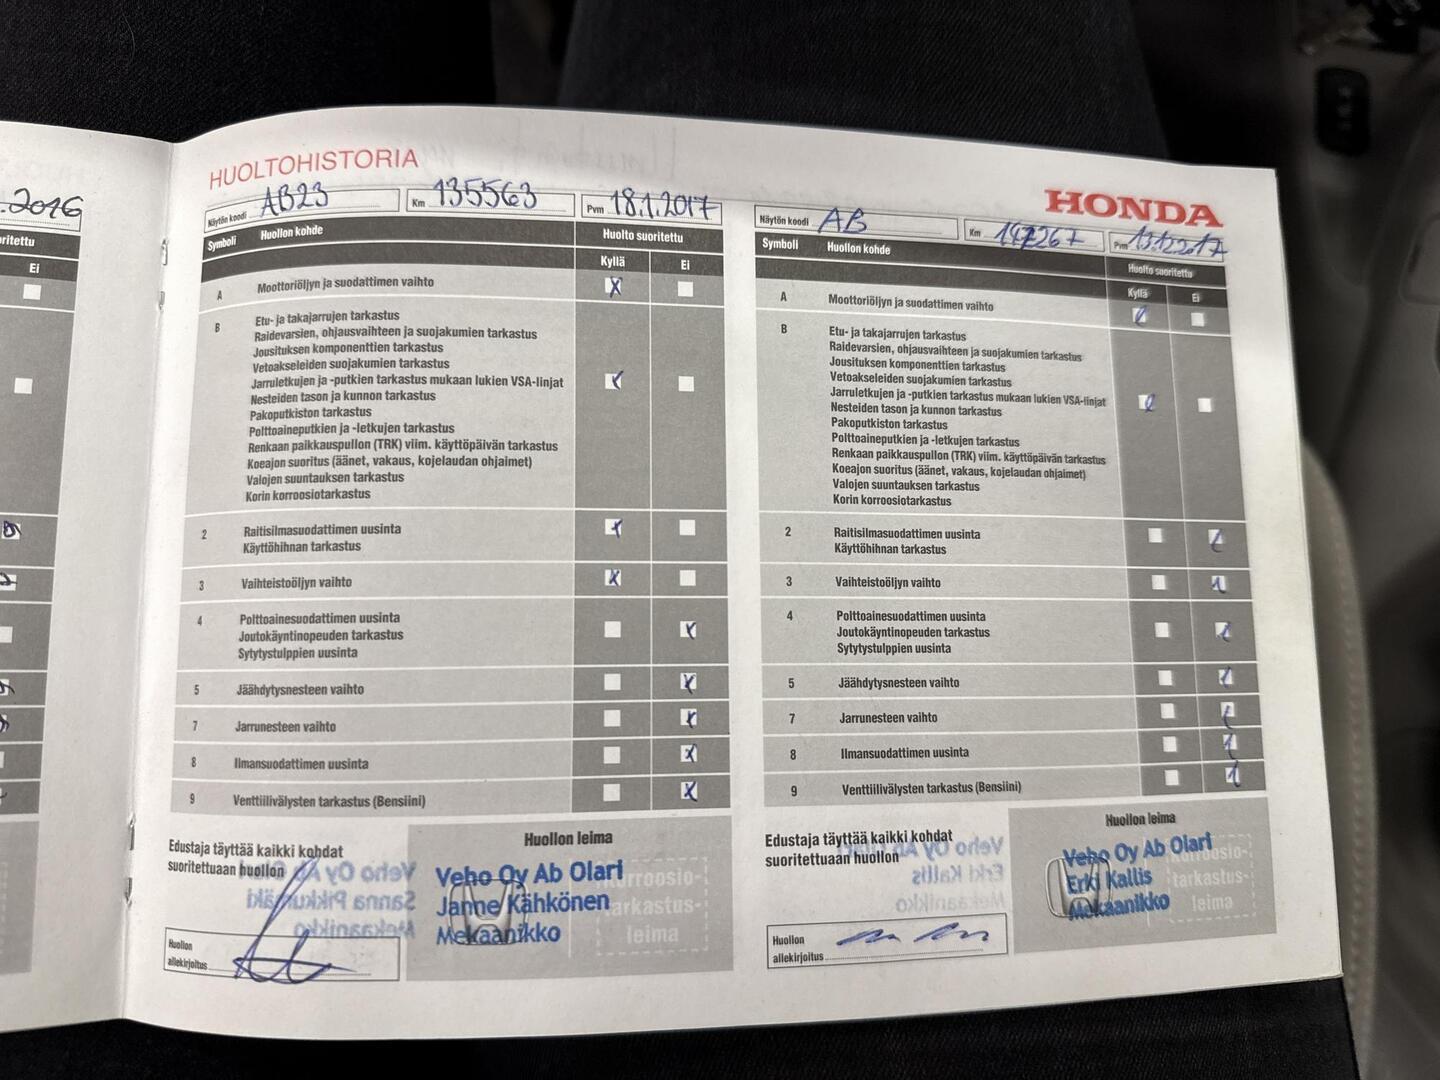 .2016
oritettu
Ei
HUOLTOHISTORIA
Näytön koodi AB23
Km 135563
Pvm 18.1.2017
Symboli Huollon kohde Huolto suoritettu
Kyllä Ei
A Moottoriöljyn ja suodattimen vaihto
B Etu- ja takajarrujen tarkastus
Raidevarsien, ohjausvaihteen ja suojakumien tarkastus
Jousituksen komponenttien tarkastus
Vetoakseleiden suojakumien tarkastus
Jarruletkujen ja -putkien tarkastus mukaan lukien VSA-linjat
Nesteiden tason ja kunnon tarkastus
Pakoputkiston tarkastus
Polttoaineputkien ja -letkujen tarkastus
Renkaan paikkauspullon (TRK) viim. käyttöpäivän tarkastus
Koeajon suoritus (äänet, vakaus, kojelaudan ohjaimet)
Valojen suuntauksen tarkastus
Korin korroosiotarkastus
2 Raitisilmasuodattimen uusinta
Käyttöhihnan tarkastus
3 Vaihteistoöljyn vaihto
4 Polttoainesuodattimen uusinta
Joutokäyntinopeuden tarkastus
Sytytystulppien uusinta
5 Jäähdytysnesteen vaihto
7 Jarrunesteen vaihto
8 Ilmansuodattimen uusinta
9 Venttiilivälysten tarkastus (Bensiini)
Edustaja täyttää kaikki kohdat
suoritettuaan huollon
Huollon
allekirjoitus
Huollon leima
Veho Oy Ab Olari
Janne Kähkönen
Mekaanikko
korroosio-
tarkastus-
leima
HONDA
Näytön koodi AB
Km 147267
Pvm 13.12.2017
Symboli Huollon kohde Huolto suoritettu
Kyllä Ei
A Moottoriöljyn ja suodattimen vaihto
B Etu- ja takajarrujen tarkastus
Raidevarsien, ohjausvaihteen ja suojakumien tarkastus
Jousituksen komponenttien tarkastus
Vetoakseleiden suojakumien tarkastus
Jarruletkujen ja -putkien tarkastus mukaan lukien VSA-linjat
Nesteiden tason ja kunnon tarkastus
Pakoputkiston tarkastus
Polttoaineputkien ja -letkujen tarkastus
Renkaan paikkauspullon (TRK) viim. käyttöpäivän tarkastus
Koeajon suoritus (äänet, vakaus, kojelaudan ohjaimet)
Valojen suuntauksen tarkastus
Korin korroosiotarkastus
2 Raitisilmasuodattimen uusinta
Käyttöhihnan tarkastus
3 Vaihteistoöljyn vaihto
4 Polttoainesuodattimen uusinta
Joutokäyntinopeuden tarkastus
Sytytystulppien uusinta
5 Jäähdytysnesteen vaihto
7 Jarrunesteen vaihto
8 Ilmansuodattimen uusinta
9 Venttiilivälysten tarkastus (Bensiini)
Edustaja täyttää kaikki kohdat
suoritettuaan huollon
Huollon
allekirjoitus
Huollon leima
Veho Oy Ab Olari
Erki Kallis
Mekaanikko
korroosio-
tarkastus-
leima